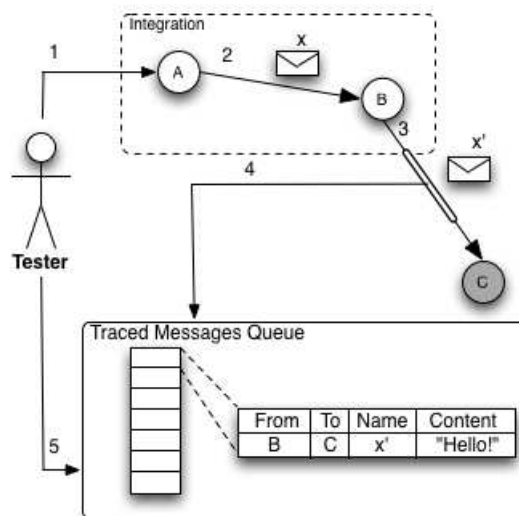 Integration
1
A
2
x
B
3
x'
4
C
Tester
Traced Messages Queue
From To Name Content
B C x' "Hello!"
5